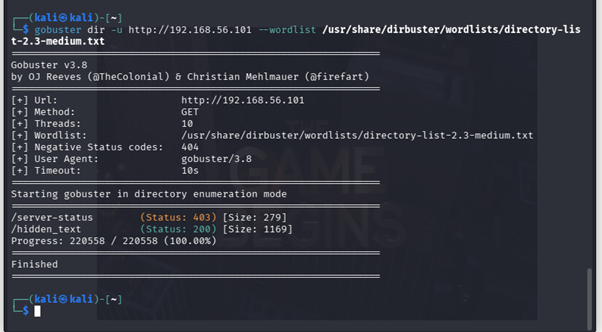 ┌──(kali㉿kali)-[~]
└─$ gobuster dir -u http://192.168.56.101 --wordlist /usr/share/dirbuster/wordlists/directory-lis
t-2.3-medium.txt
===============================================================
Gobuster v3.8
by OJ Reeves (@TheColonial) & Christian Mehlmauer (@firefart)
===============================================================
[+] Url:                     http://192.168.56.101
[+] Method:                  GET
[+] Threads:                 10
[+] Wordlist:                /usr/share/dirbuster/wordlists/directory-list-2.3-medium.txt
[+] Negative Status codes:   404
[+] User Agent:              gobuster/3.8
[+] Timeout:                 10s
===============================================================
Starting gobuster in directory enumeration mode
===============================================================
/server-status        (Status: 403) [Size: 279]
/hidden_text          (Status: 200) [Size: 1169]
Progress: 220558 / 220558 (100.00%)
===============================================================
Finished
===============================================================
┌──(kali㉿kali)-[~]
└─$
THE
GAME
BEGINS